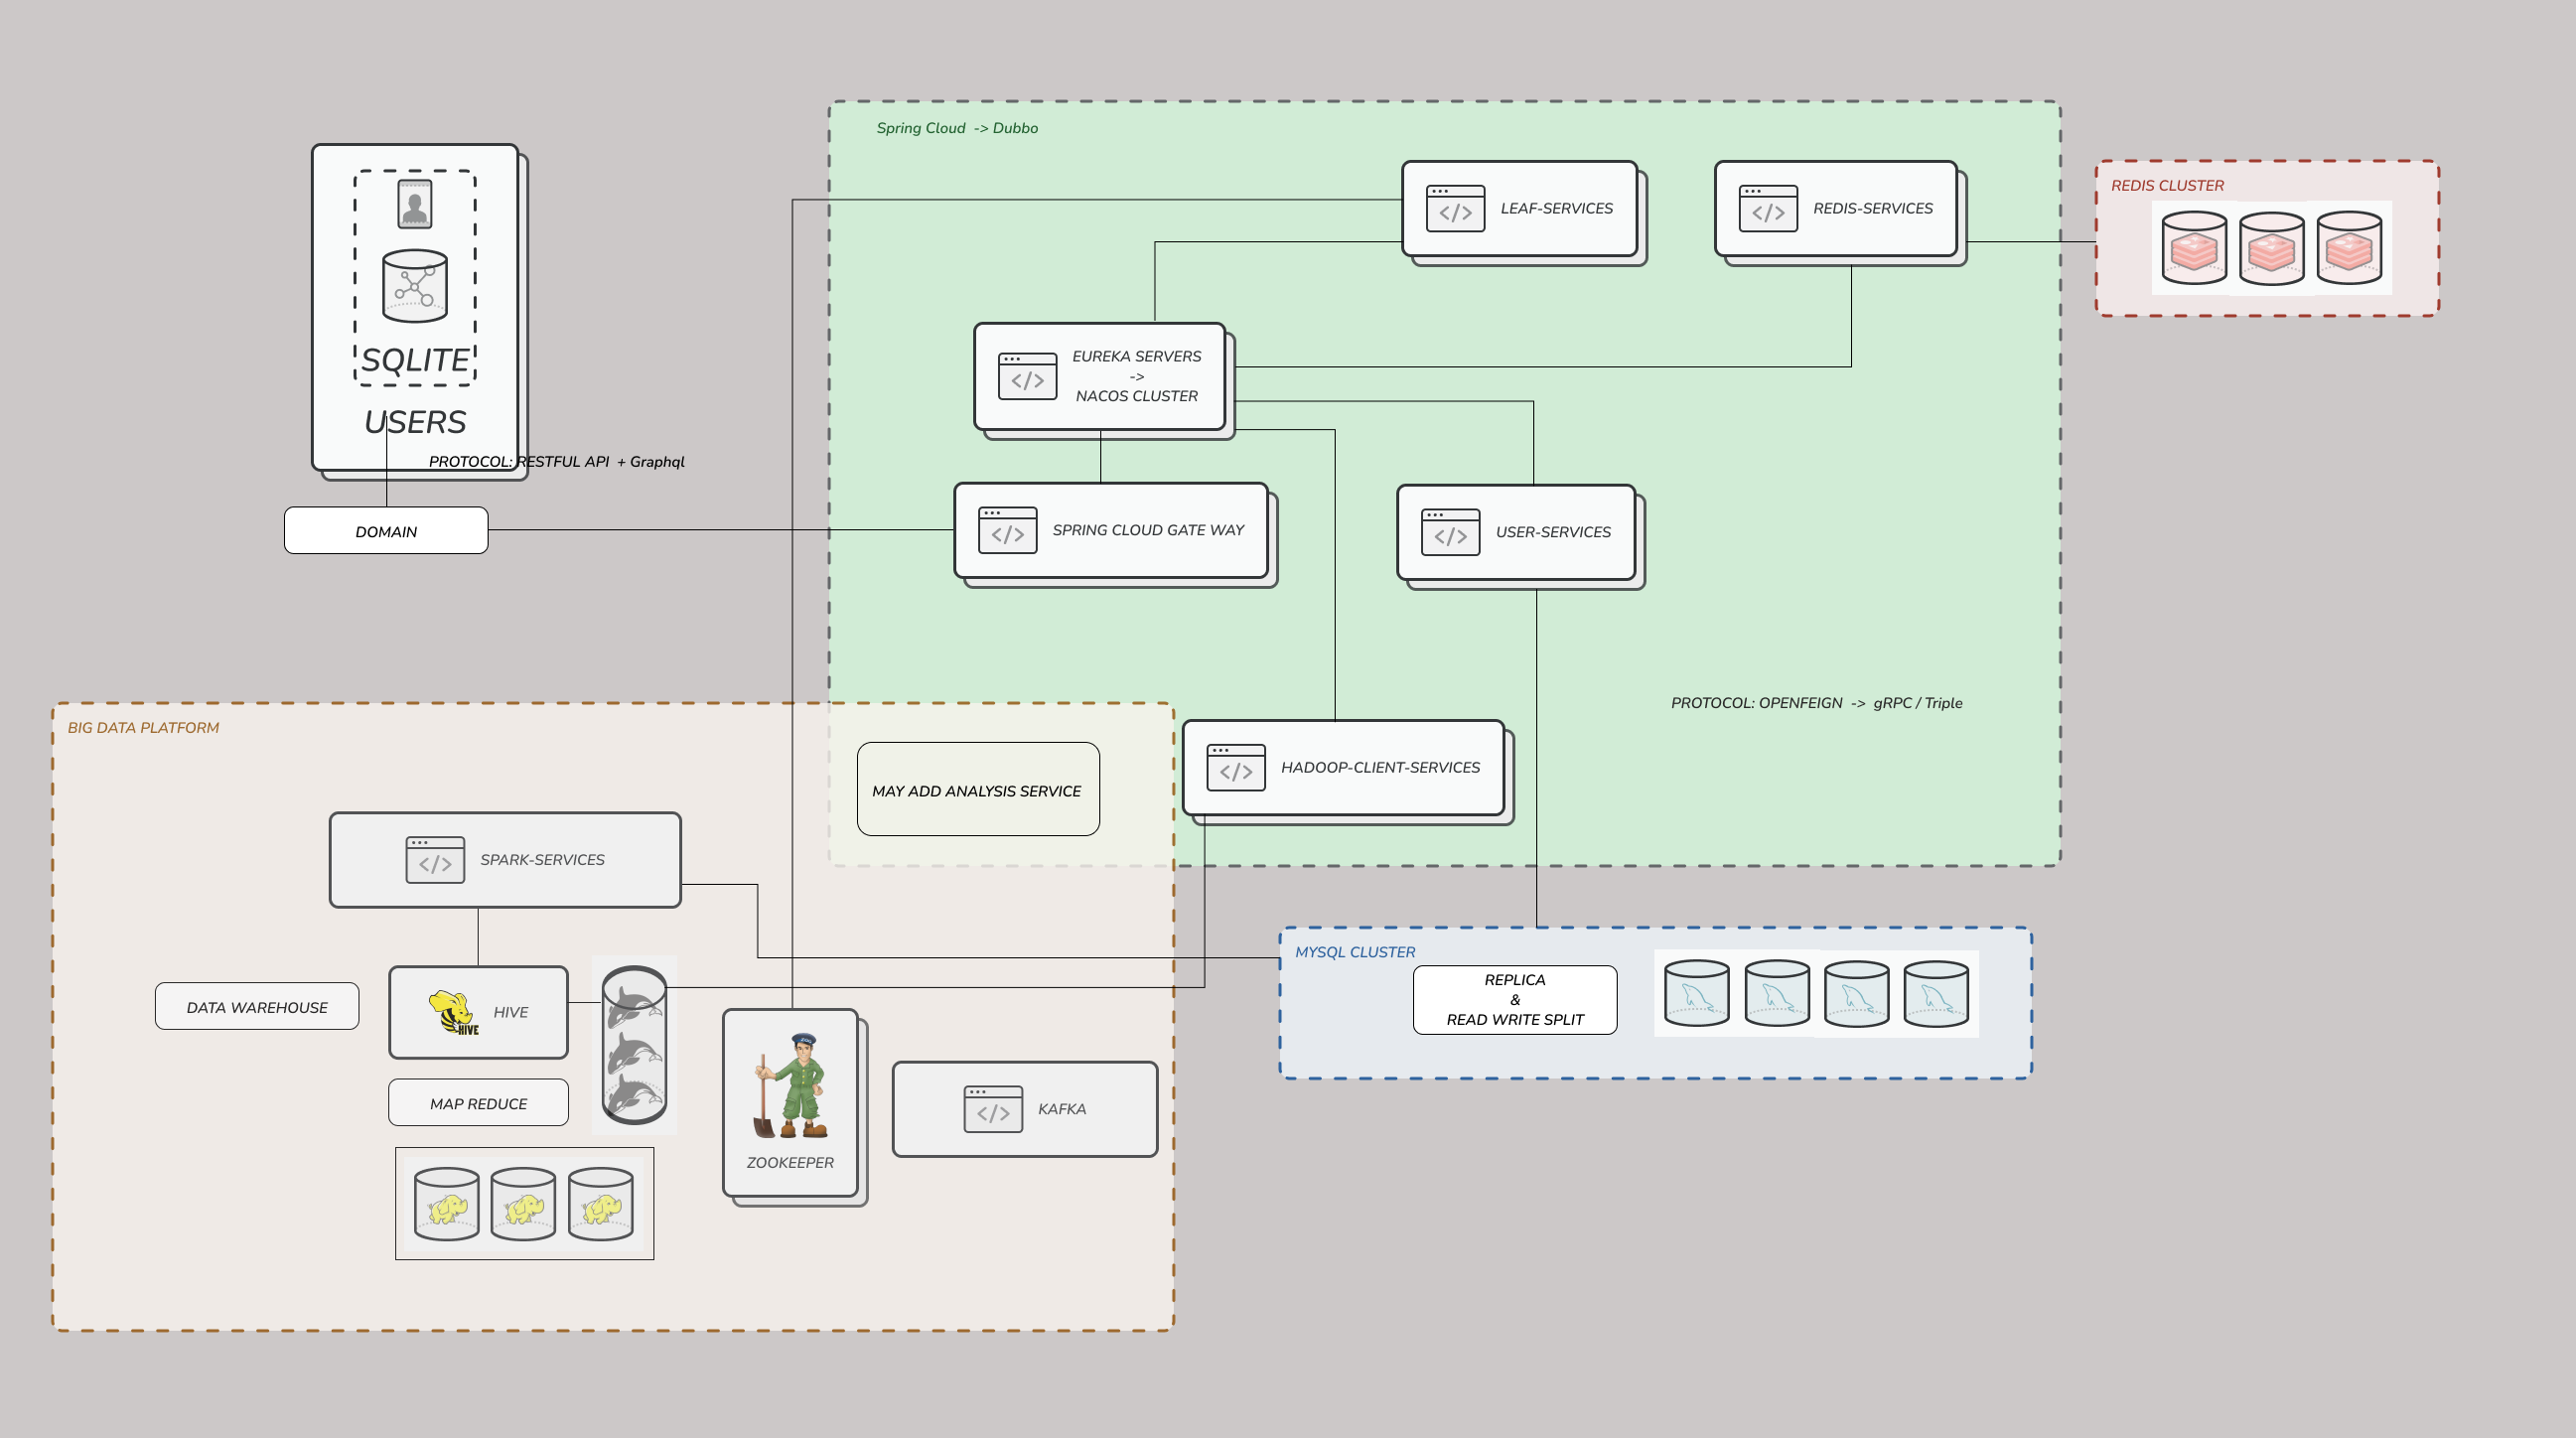 Spring Cloud -> Dubbo
LEAF-SERVICES
REDIS-SERVICES
REDIS CLUSTER
SQLITE
USERS
PROTOCOL: RESTFUL API + Graphql
DOMAIN
EUREKA SERVERS
->
NACOS CLUSTER
SPRING CLOUD GATE WAY
USER-SERVICES
PROTOCOL: OPENFEIGN -> gRPC / Triple
BIG DATA PLATFORM
MAY ADD ANALYSIS SERVICE
HADOOP-CLIENT-SERVICES
SPARK-SERVICES
MYSQL CLUSTER
REPLICA
&
READ WRITE SPLIT
DATA WAREHOUSE
HIVE
HIVE
MAP REDUCE
ZOOKEEPER
KAFKA